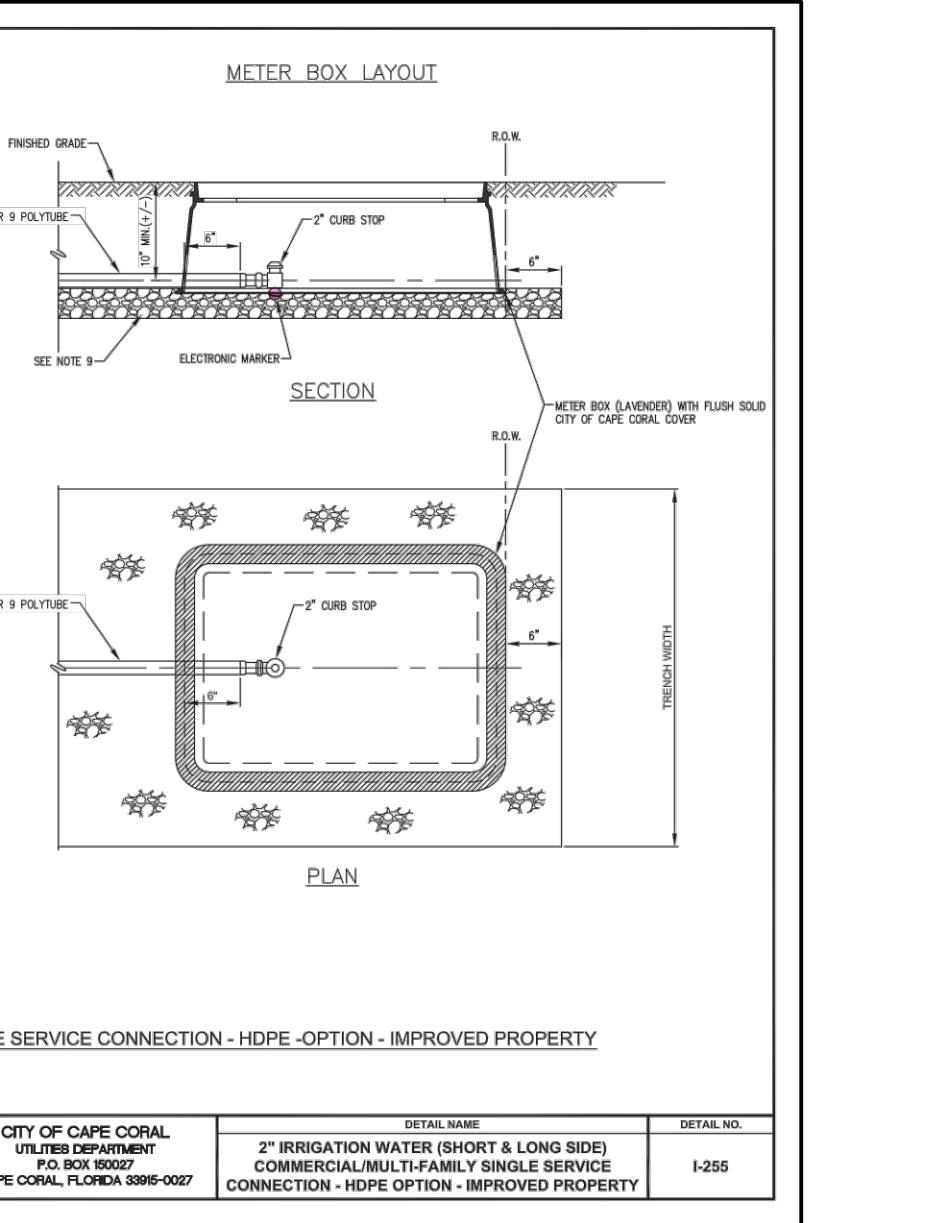 METER BOX LAYOUT
R.O.W.
FINISHED GRADE
R 9 POLYTUBE
10" MIN.(+/-)
6"
2" CURB STOP
6"
SEE NOTE 9
ELECTRONIC MARKER
SECTION
METER BOX (LAVENDER) WITH FLUSH SOLID
CITY OF CAPE CORAL COVER
R.O.W.
R 9 POLYTUBE
2" CURB STOP
6"
6"
TRENCH WIDTH
PLAN
E SERVICE CONNECTION - HDPE -OPTION - IMPROVED PROPERTY
CITY OF CAPE CORAL
UTILITIES DEPARTMENT
P.O. BOX 150027
PE CORAL, FLORIDA 33915-0027
DETAIL NAME
2" IRRIGATION WATER (SHORT & LONG SIDE)
COMMERCIAL/MULTI-FAMILY SINGLE SERVICE
CONNECTION - HDPE OPTION - IMPROVED PROPERTY
DETAIL NO.
I-255